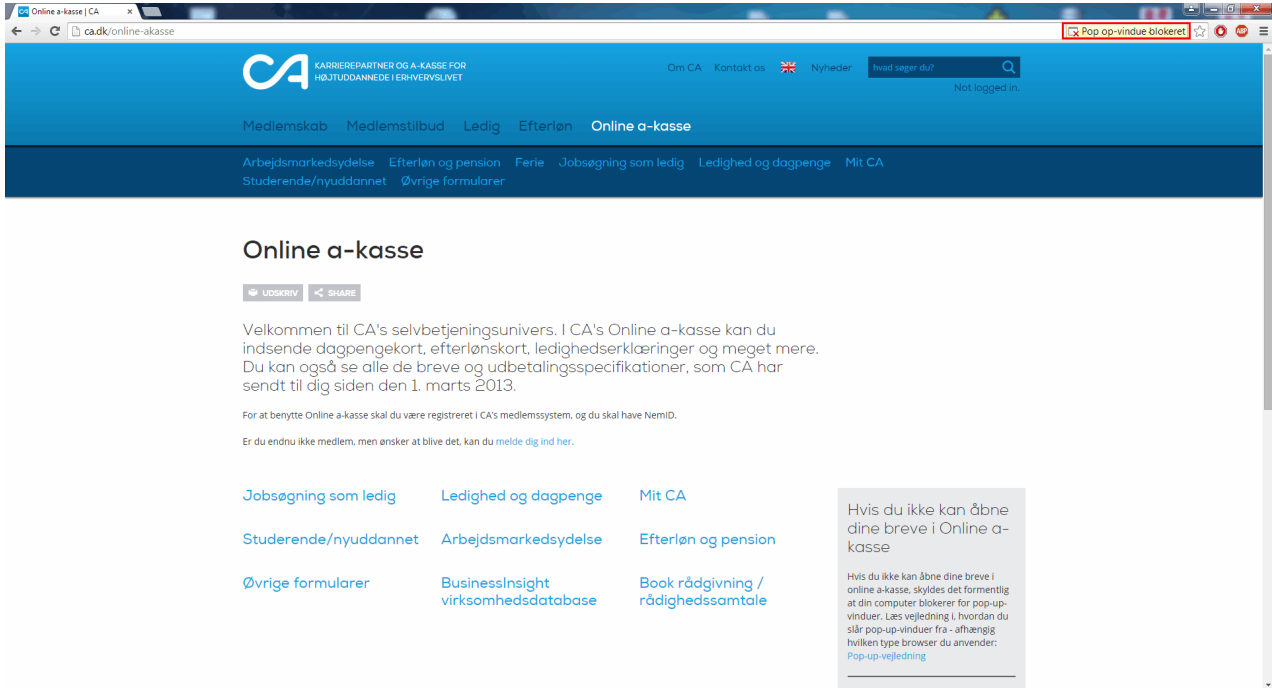 Online a-kasse | CA
ca.dk/online-akasse
Pop op-vindue blokeret
ABP
CA
KARRIEREPARTNER OG A-KASSE FOR
HØJTUDDANNEDE I ERHVERVSLIVET
Om CA Kontakt os Nyheder hvad søger du?
Not logged in.
Medlemskab Medlemstilbud Ledig Efterløn Online a-kasse
Arbejdsmarkedsydelse Efterløn og pension Ferie Jobsøgning som ledig Ledighed og dagpenge Mit CA
Studerende/nyuddannet Øvrige formularer
Online a-kasse
UDSKRIV SHARE
Velkommen til CA's selvbetjeningsunivers. I CA's Online a-kasse kan du
indsende dagpengekort, efterlønskort, ledighedserklæringer og meget mere.
Du kan også se alle de breve og udbetalingsspecifikationer, som CA har
sendt til dig siden den 1. marts 2013.
For at benytte Online a-kasse skal du være registreret i CA's medlemssystem, og du skal have NemID.
Er du endnu ikke medlem, men ønsker at blive det, kan du melde dig ind her.
Jobsøgning som ledig Ledighed og dagpenge Mit CA
Studerende/nyuddannet Arbejdsmarkedsydelse Efterløn og pension
Øvrige formularer BusinessInsight Book rådgivning /
virksomhedsdatabase rådighedssamtale
Hvis du ikke kan åbne
dine breve i Online a-
kasse
Hvis du ikke kan åbne dine breve i
online a-kasse, skyldes det formentlig
at din computer blokerer for pop-up-
vinduer. Læs vejledning i, hvordan du
slår pop-up-vinduer fra - afhængig
hvilken type browser du anvender:
Pop-up-vejledning